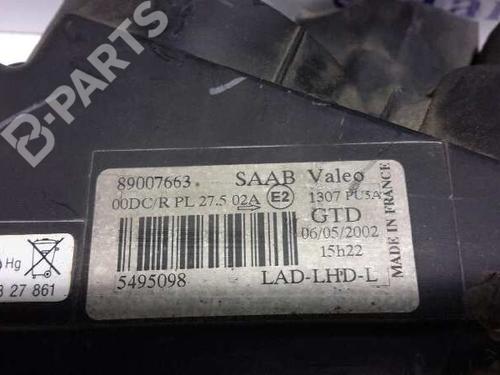 B-PARTS
89007663 SAAB Valeo
00DC/R PL 27.5 02A E2 1307 PU5A
GTD
06/05/2002
15h22
5495098 LAD-LHD-L
MADE IN FRANCE
Hg
27 861